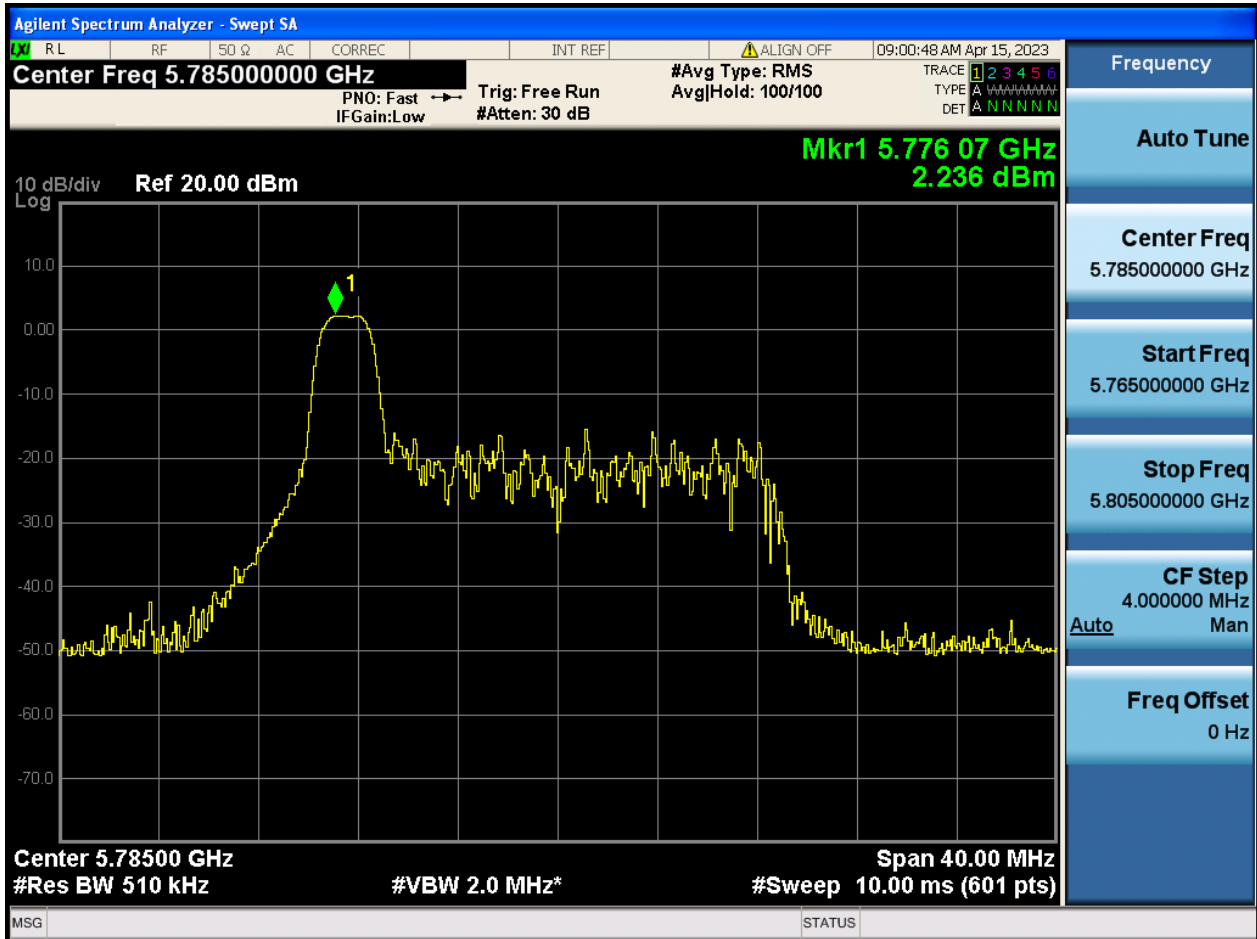 Agilent Spectrum Analyzer - Swept SA
LXI RL RF 50 Ω AC CORREC INT REF ALIGN OFF 09:00:48 AM Apr 15, 2023
Center Freq 5.785000000 GHz
PNO: Fast
IFGain:Low
Trig: Free Run
#Atten: 30 dB
#Avg Type: RMS
Avg|Hold: 100/100
TRACE 1 2 3 4 5 6
TYPE A WWWWW
DET A N N N N N
Mkr1 5.776 07 GHz
2.236 dBm
10 dB/div Ref 20.00 dBm
Log
10.0
0.00
-10.0
-20.0
-30.0
-40.0
-50.0
-60.0
-70.0
1
Center 5.78500 GHz
Span 40.00 MHz
#Res BW 510 kHz
#VBW 2.0 MHz*
#Sweep 10.00 ms (601 pts)
MSG
STATUS
Frequency
Auto Tune
Center Freq
5.785000000 GHz
Start Freq
5.765000000 GHz
Stop Freq
5.805000000 GHz
CF Step
4.000000 MHz
Auto Man
Freq Offset
0 Hz